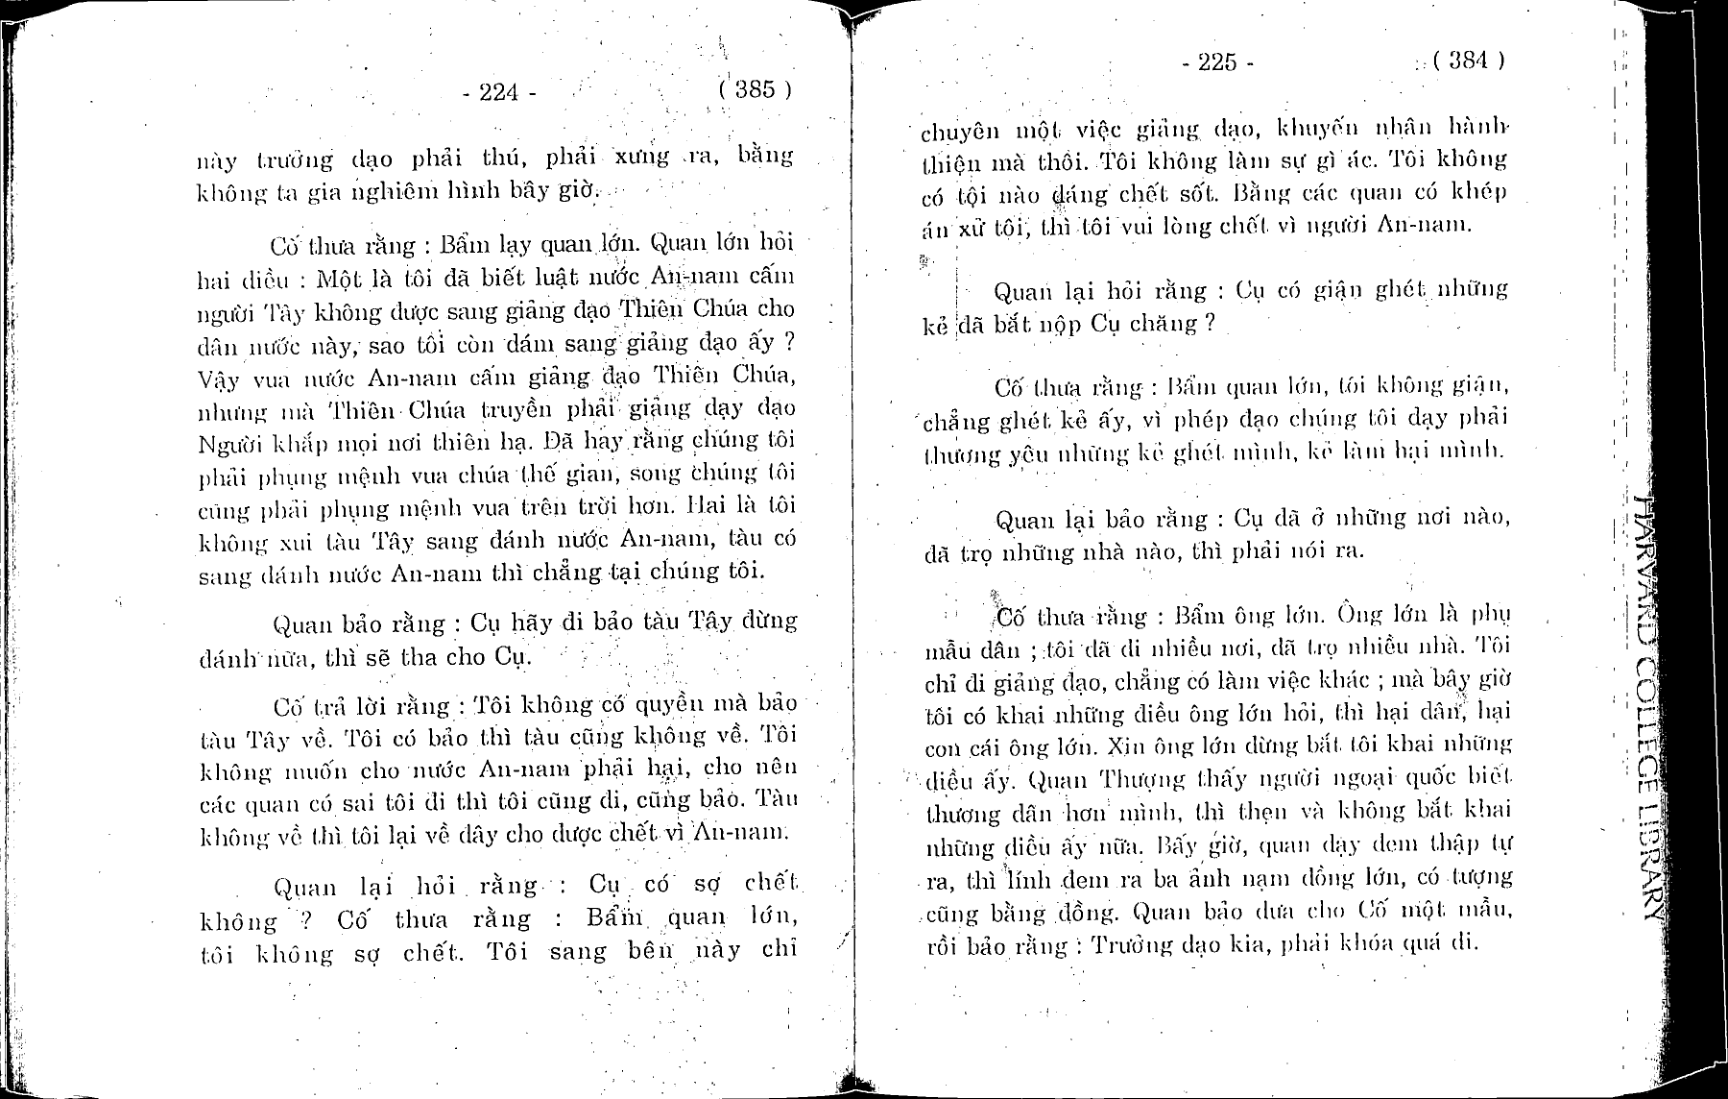 - 224 -
( 385 )
này trưởng đạo phải thú, phải xưng ra, bằng
không ta gia nghiêm hình bây giờ.
Cố thưa rằng : Bẩm lạy quan lớn. Quan lớn hỏi
hai điều : Một là tôi đã biết luật nước An-nam cấm
người Tây không được sang giảng đạo Thiên Chúa cho
dân nước này, sao tôi còn dám sang giảng đạo ấy ?
Vậy vua nước An-nam cấm giảng đạo Thiên Chúa,
nhưng mà Thiên Chúa truyền phải giảng dạy đạo
Người khắp mọi nơi thiên hạ. Đã hay rằng chúng tôi
phải phụng mệnh vua chúa thế gian, song chúng tôi
cũng phải phụng mệnh vua trên trời hơn. Hai là tôi
không xui tàu Tây sang đánh nước An-nam, tàu có
sang đánh nước An-nam thì chẳng tại chúng tôi.
Quan bảo rằng : Cụ hãy đi bảo tàu Tây đừng
đánh nữa, thì sẽ tha cho Cụ.
Cố trả lời rằng : Tôi không có quyền mà bảo
tàu Tây về. Tôi có bảo thì tàu cũng không về. Tôi
không muốn cho nước An-nam phải hại, cho nên
các quan có sai tôi đi thì tôi cũng đi, cũng bảo. Tàu
không về thì tôi lại về đây cho được chết vì An-nam.
Quan lại hỏi rằng : Cụ có sợ chết
không ? Cố thưa rằng : Bẩm quan lớn,
tôi không sợ chết. Tôi sang bên này chỉ
- 225 -
( 384 )
chuyên một việc giảng đạo, khuyến nhân hành
thiện mà thôi. Tôi không làm sự gì ác. Tôi không
có tội nào đáng chết sốt. Bằng các quan có khép
án xử tôi, thì tôi vui lòng chết vì người An-nam.
Quan lại hỏi rằng : Cụ có giận ghét những
kẻ đã bắt nộp Cụ chăng ?
Cố thưa rằng : Bẩm quan lớn, tôi không giận,
chẳng ghét kẻ ấy, vì phép đạo chúng tôi dạy phải
thương yêu những kẻ ghét mình, kẻ làm hại mình.
Quan lại bảo rằng : Cụ đã ở những nơi nào,
đã trọ những nhà nào, thì phải nói ra.
Cố thưa rằng : Bẩm ông lớn. Ông lớn là phụ
mẫu dân ; tôi đã đi nhiều nơi, đã trọ nhiều nhà. Tôi
chỉ đi giảng đạo, chẳng có làm việc khác ; mà bây giờ
tôi có khai những điều ông lớn hỏi, thì hại dân, hại
con cái ông lớn. Xin ông lớn đừng bắt tôi khai những
điều ấy. Quan Thượng thấy người ngoại quốc biết
thương dân hơn mình, thì thẹn và không bắt khai
những điều ấy nữa. Bấy giờ, quan dạy đem thập tự
ra, thì lính đem ra ba ảnh nạm đồng lớn, có tượng
cũng bằng đồng. Quan bảo đưa cho Cố một mẫu,
rồi bảo rằng : Trưởng đạo kia, phải khóa quá đi.
HARVARD COLLEGE LIBRARY